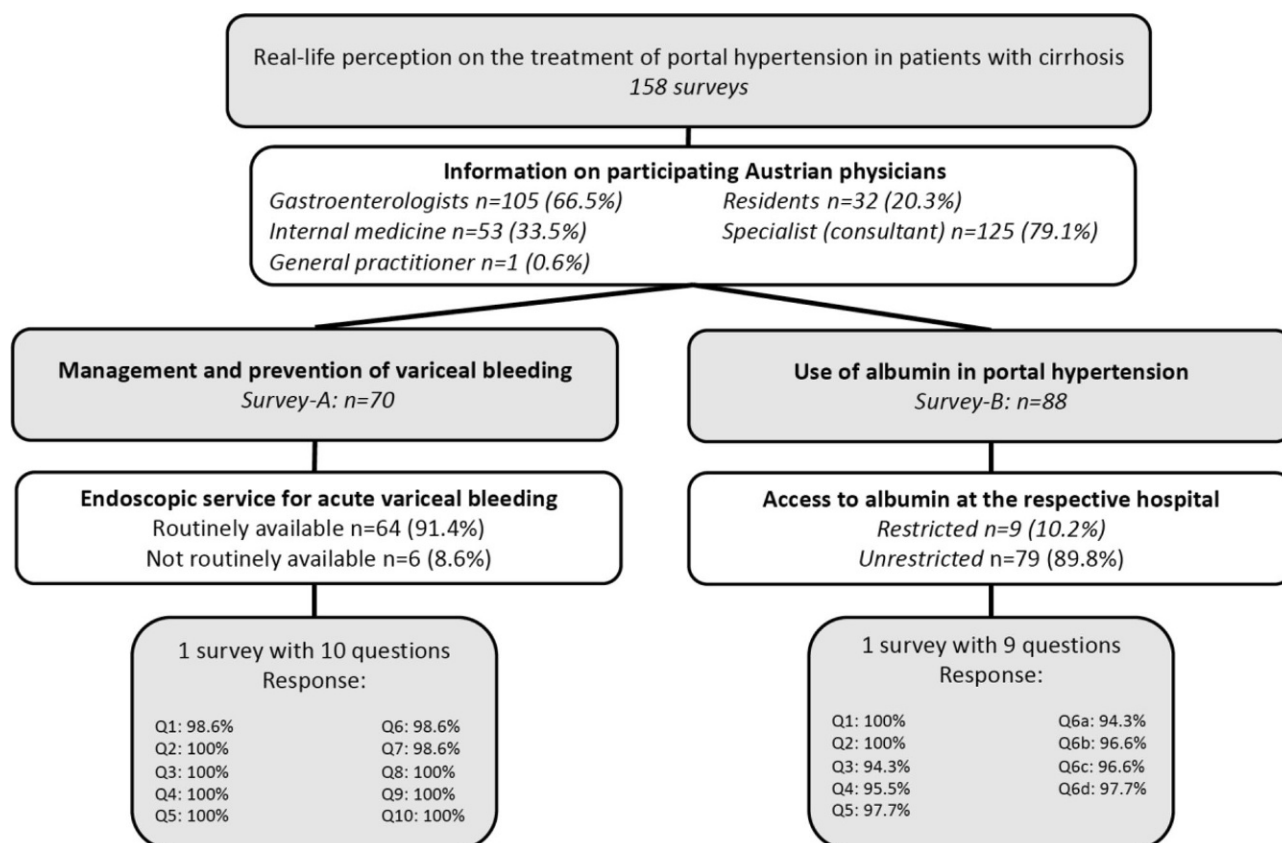 Real-life perception on the treatment of portal hypertension in patients with cirrhosis
158 surveys
Information on participating Austrian physicians
Gastroenterologists n=105 (66.5%)
Internal medicine n=53 (33.5%)
General practitioner n=1 (0.6%)
Residents n=32 (20.3%)
Specialist (consultant) n=125 (79.1%)
Management and prevention of variceal bleeding
Survey-A: n=70
Endoscopic service for acute variceal bleeding
Routinely available n=64 (91.4%)
Not routinely available n=6 (8.6%)
1 survey with 10 questions
Response:
Q1: 98.6%
Q2: 100%
Q3: 100%
Q4: 100%
Q5: 100%
Q6: 98.6%
Q7: 98.6%
Q8: 100%
Q9: 100%
Q10: 100%
Use of albumin in portal hypertension
Survey-B: n=88
Access to albumin at the respective hospital
Restricted n=9 (10.2%)
Unrestricted n=79 (89.8%)
1 survey with 9 questions
Response:
Q1: 100%
Q2: 100%
Q3: 94.3%
Q4: 95.5%
Q5: 97.7%
Q6a: 94.3%
Q6b: 96.6%
Q6c: 96.6%
Q6d: 97.7%